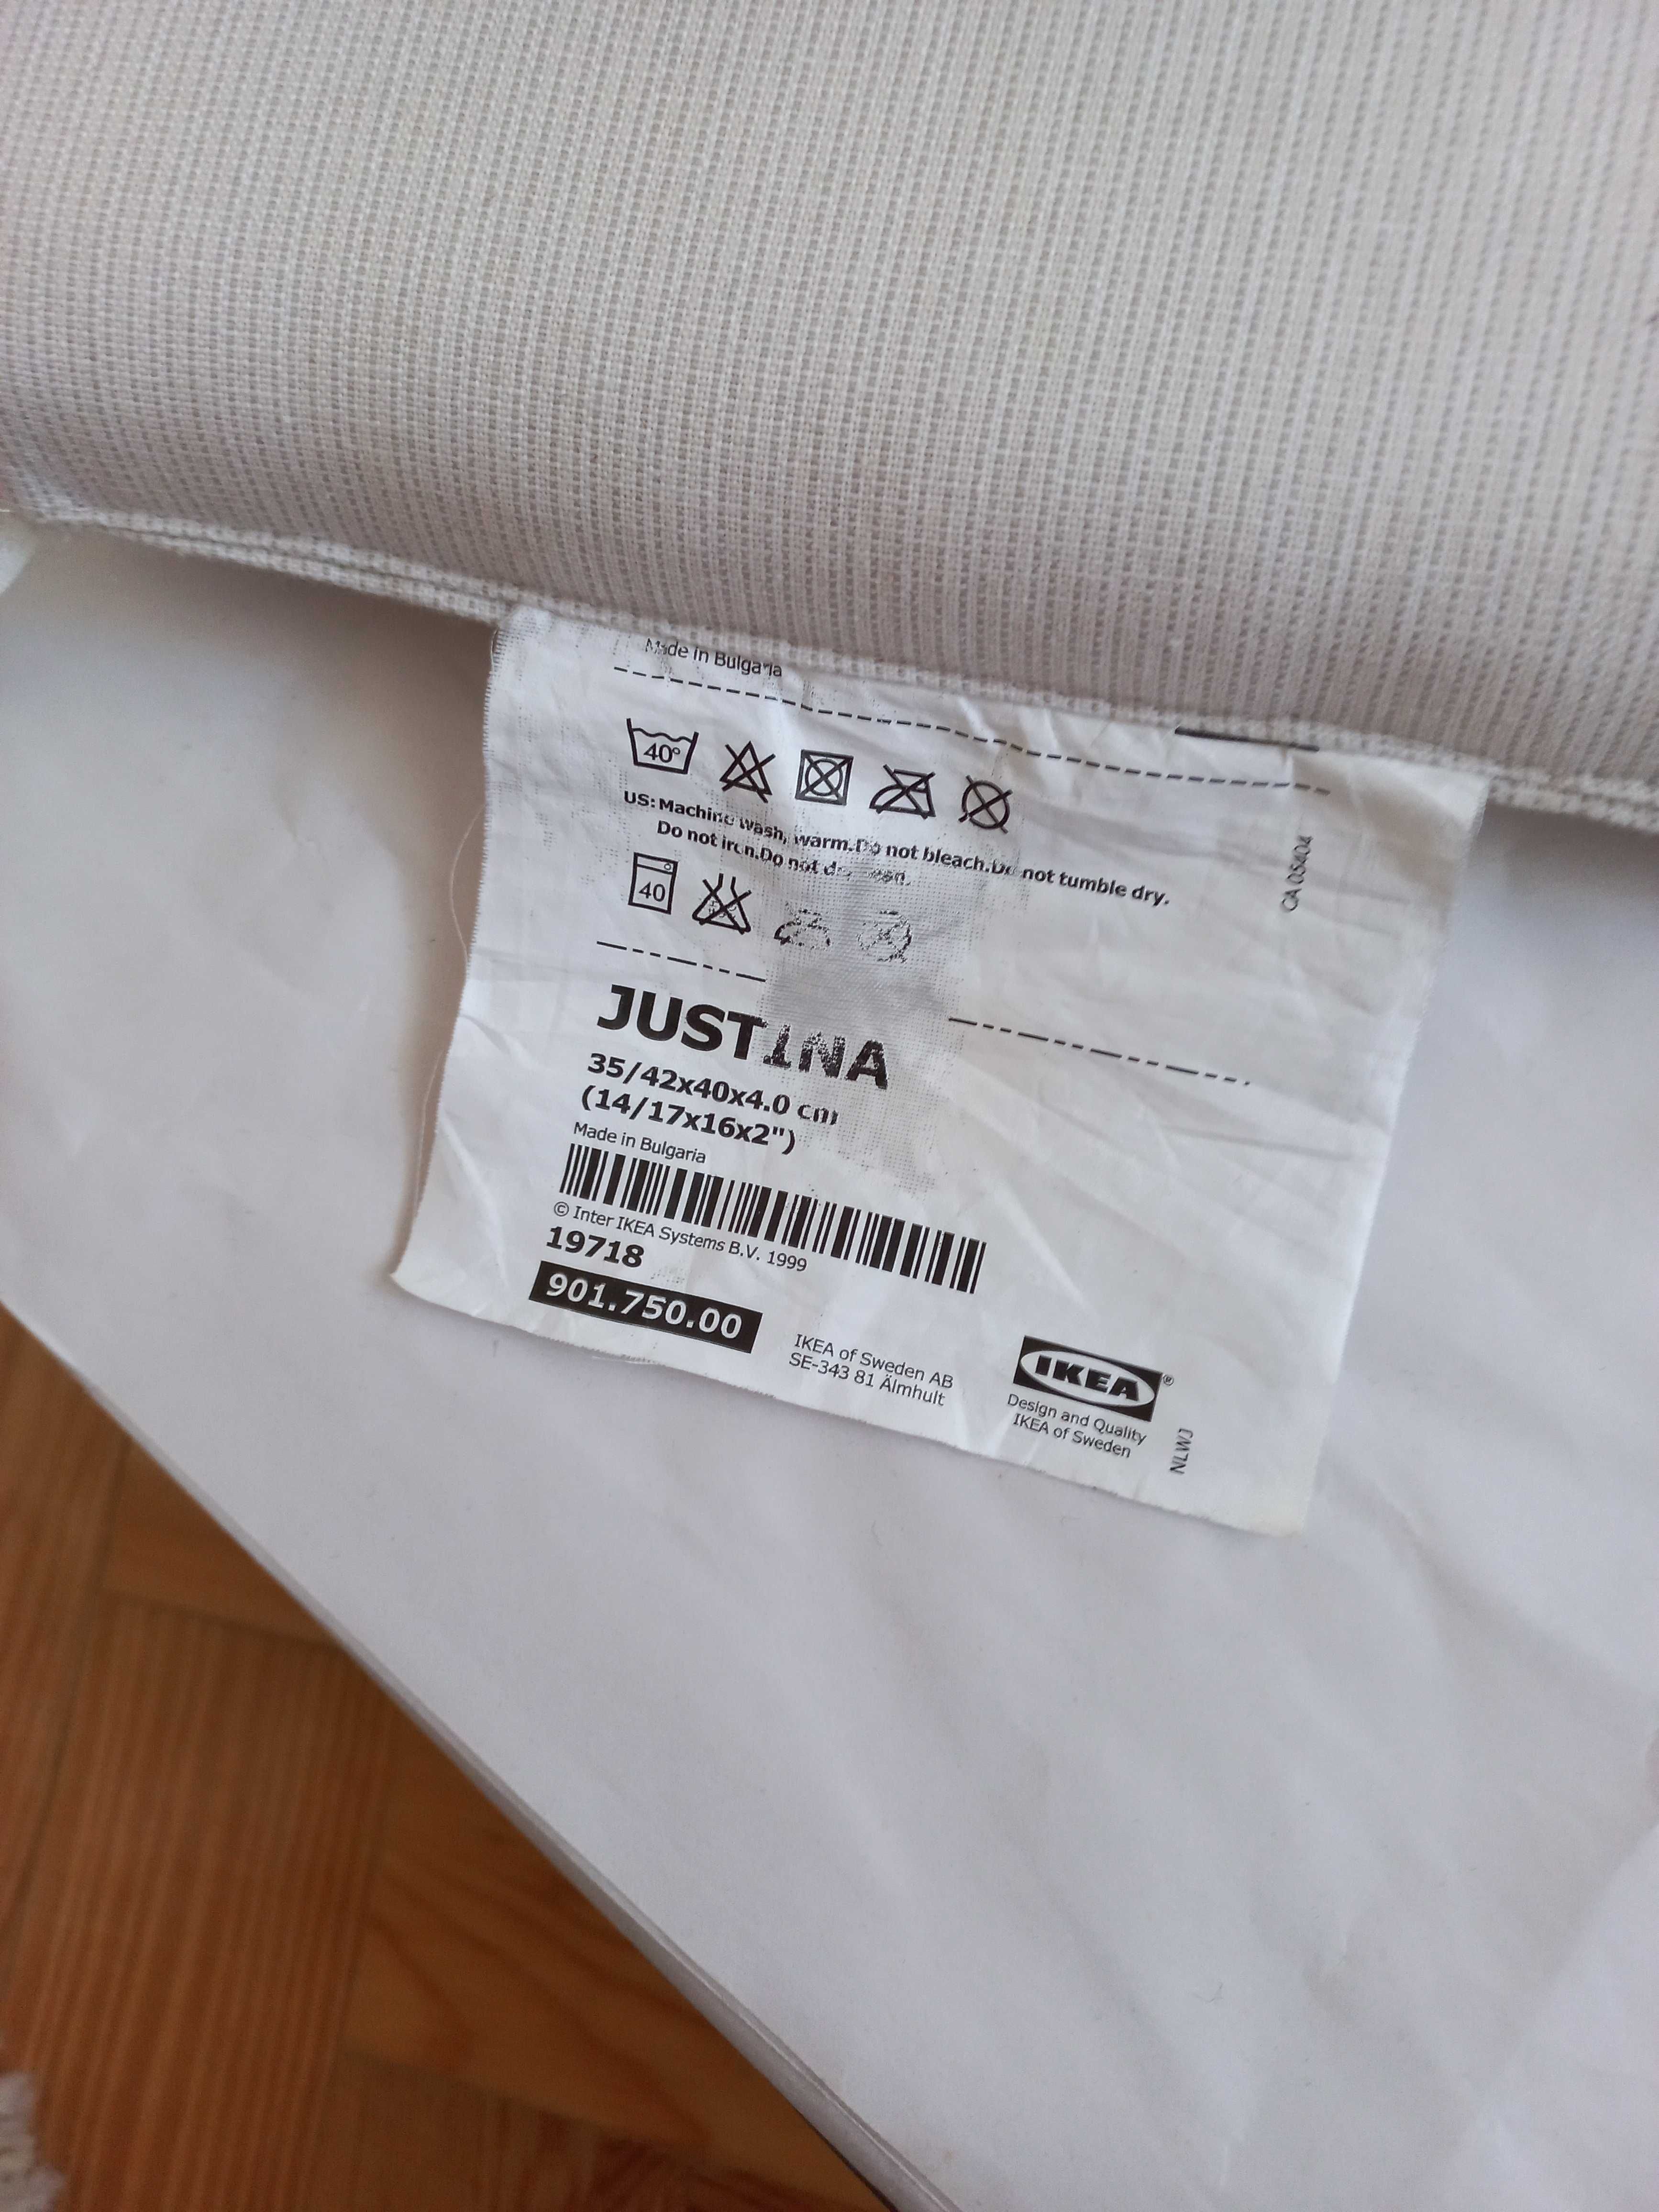 Made in Bulgaria
40°
US: Machine wash, warm.Do not bleach.Do not tumble dry.
Do not iron.Do not
40
CA 05404
JUSTINA
35/42x40x4.0 cm
(14/17x16x2")
Made in Bulgaria
© Inter IKEA Systems B.V. 1999
19718
901.750.00
IKEA of Sweden AB
SE-343 81 Älmhult
IKEA®
Design and Quality
IKEA of Sweden
NLWJ